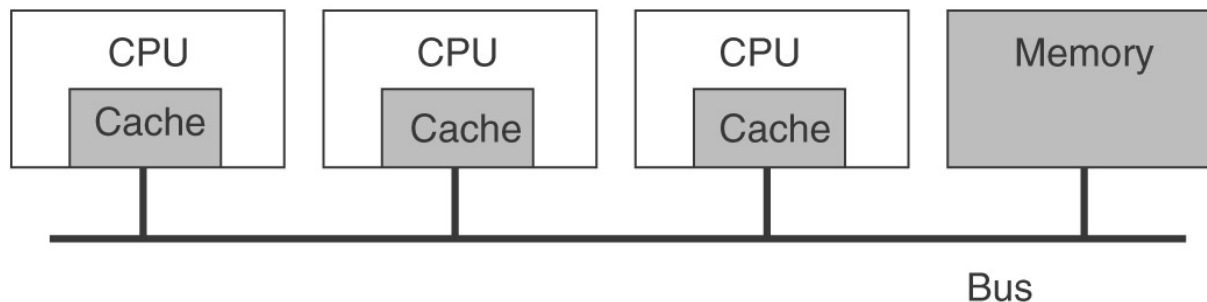 CPU
Cache
CPU
Cache
CPU
Cache
Memory
Bus